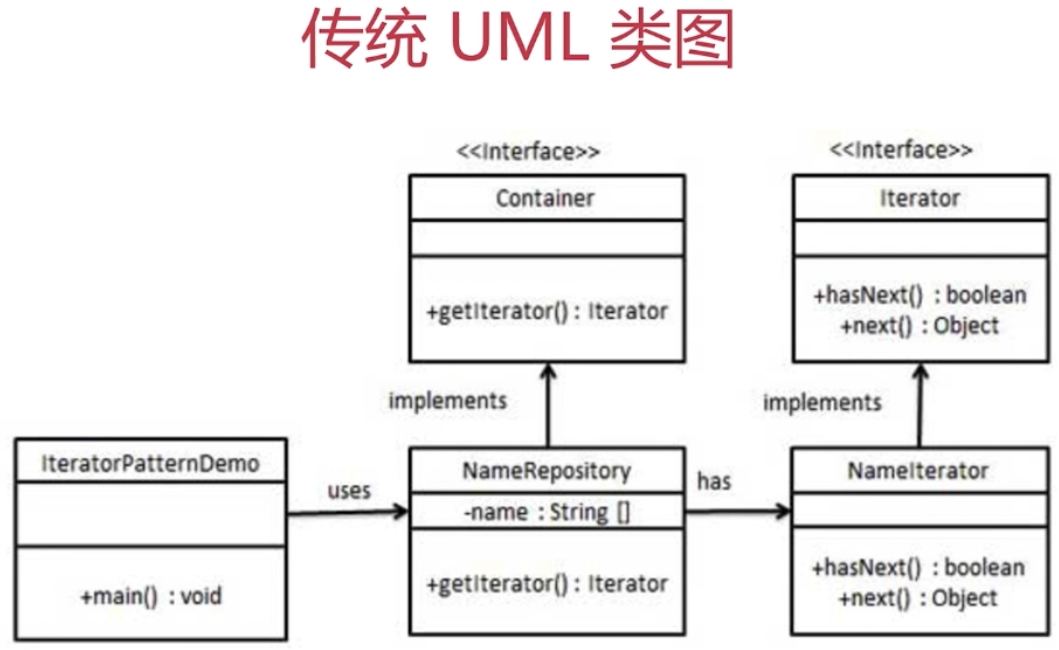 传统 UML 类图
<<Interface>>
Container
+getIterator() : Iterator
<<Interface>>
Iterator
+hasNext() : boolean
+next() : Object
implements
implements
IteratorPatternDemo
+main() : void
uses
NameRepository
-name : String []
+getIterator() : Iterator
has
NameIterator
+hasNext() : boolean
+next() : Object